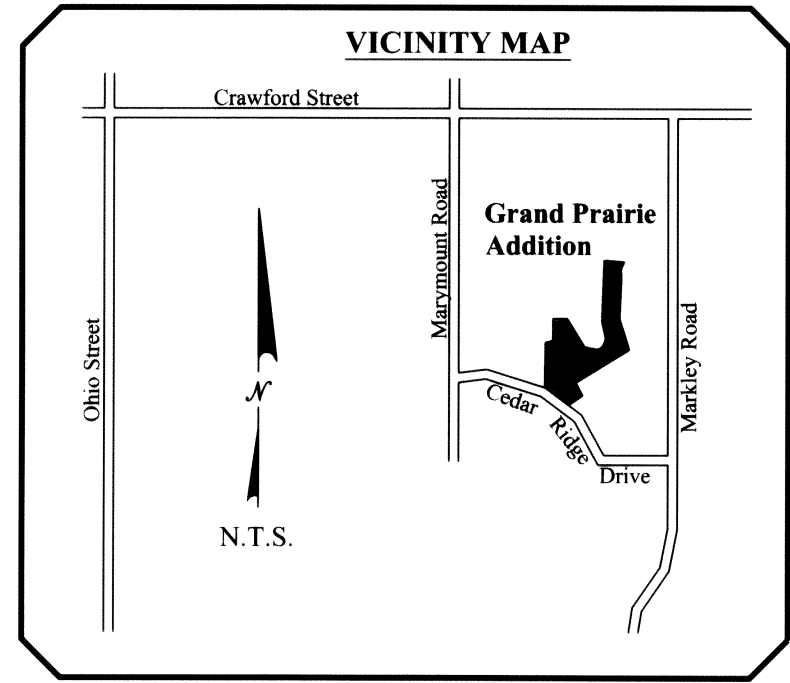 VICINITY MAP
Crawford Street
Marymount Road
Grand Prairie
Addition
Ohio Street
Markley Road
N
Cedar
Ridge
Drive
N.T.S.